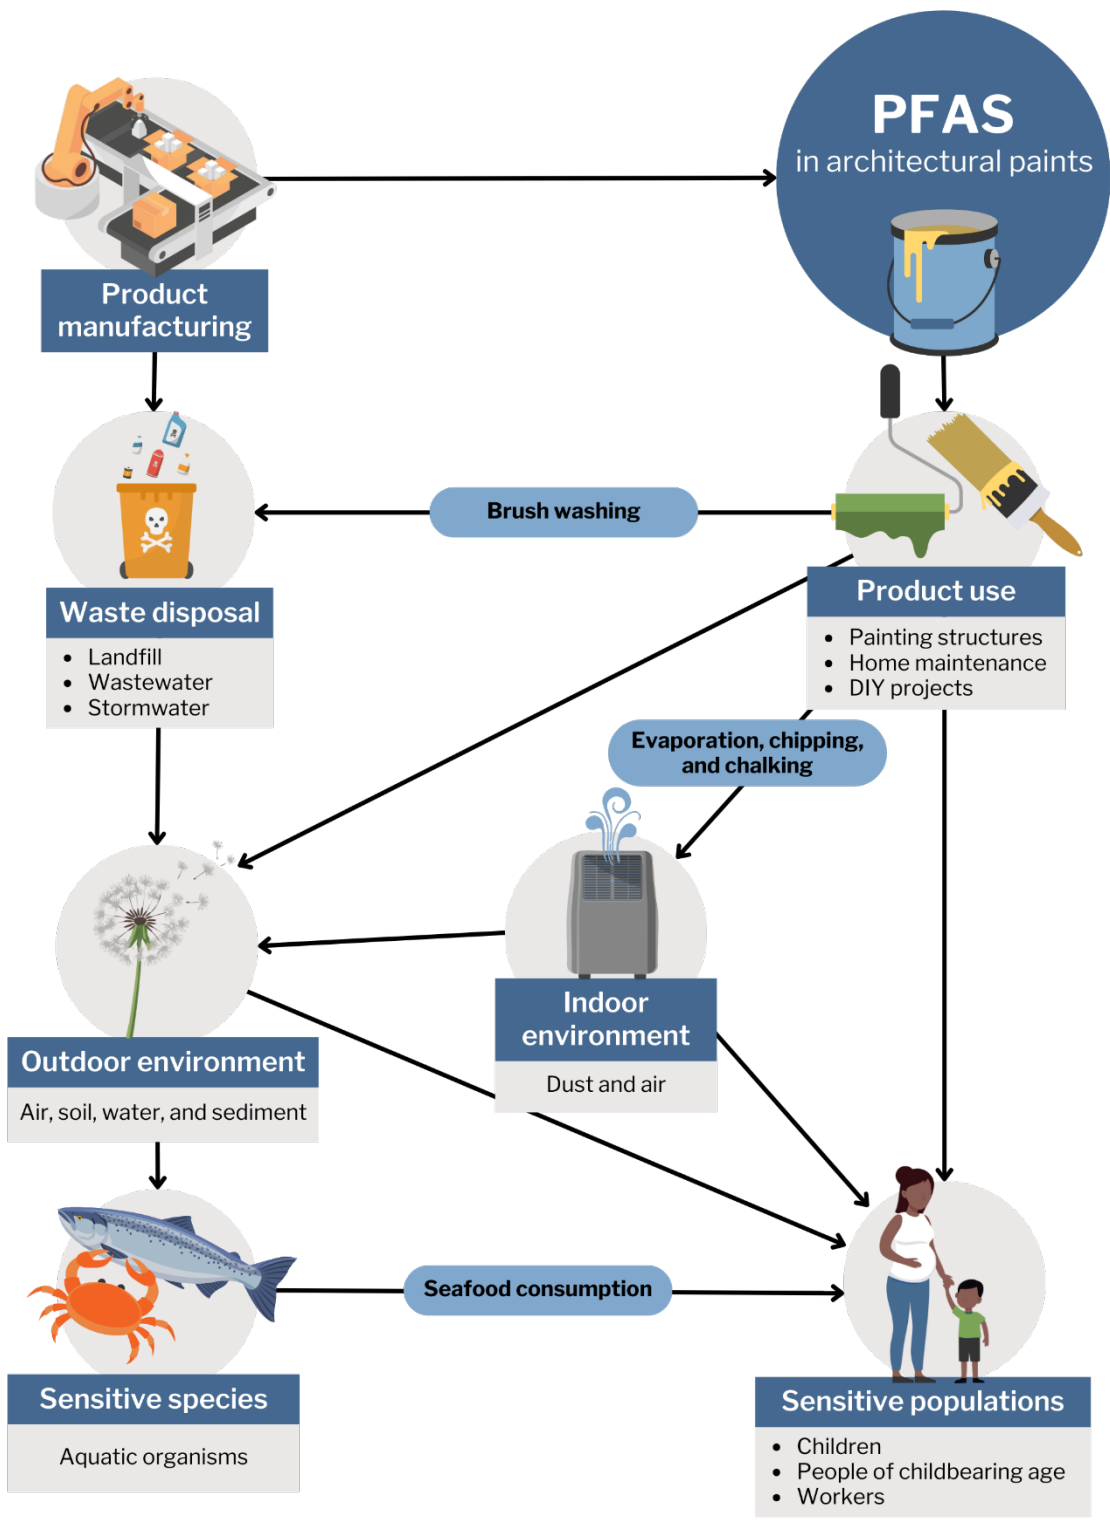 PFAS
in architectural paints
Product
manufacturing
Brush washing
Waste disposal
• Landfill
• Wastewater
• Stormwater
Product use
• Painting structures
• Home maintenance
• DIY projects
Evaporation, chipping,
and chalking
Indoor
environment
Dust and air
Outdoor environment
Air, soil, water, and sediment
Seafood consumption
Sensitive species
Aquatic organisms
Sensitive populations
• Children
• People of childbearing age
• Workers